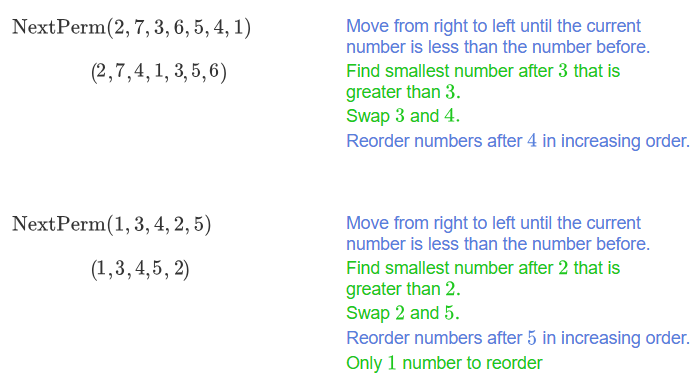 NextPerm(2, 7, 3, 6, 5, 4, 1)
Move from right to left until the current
number is less than the number before.
(2,7,4,1,3,5,6)
Find smallest number after 3 that is
greater than 3.
Swap 3 and 4.
Reorder numbers after 4 in increasing order.
NextPerm(1, 3, 4, 2, 5)
Move from right to left until the current
number is less than the number before.
(1,3,4,5, 2)
Find smallest number after 2 that is
greater than 2.
Swap 2 and 5.
Reorder numbers after 5 in increasing order.
Only 1 number to reorder